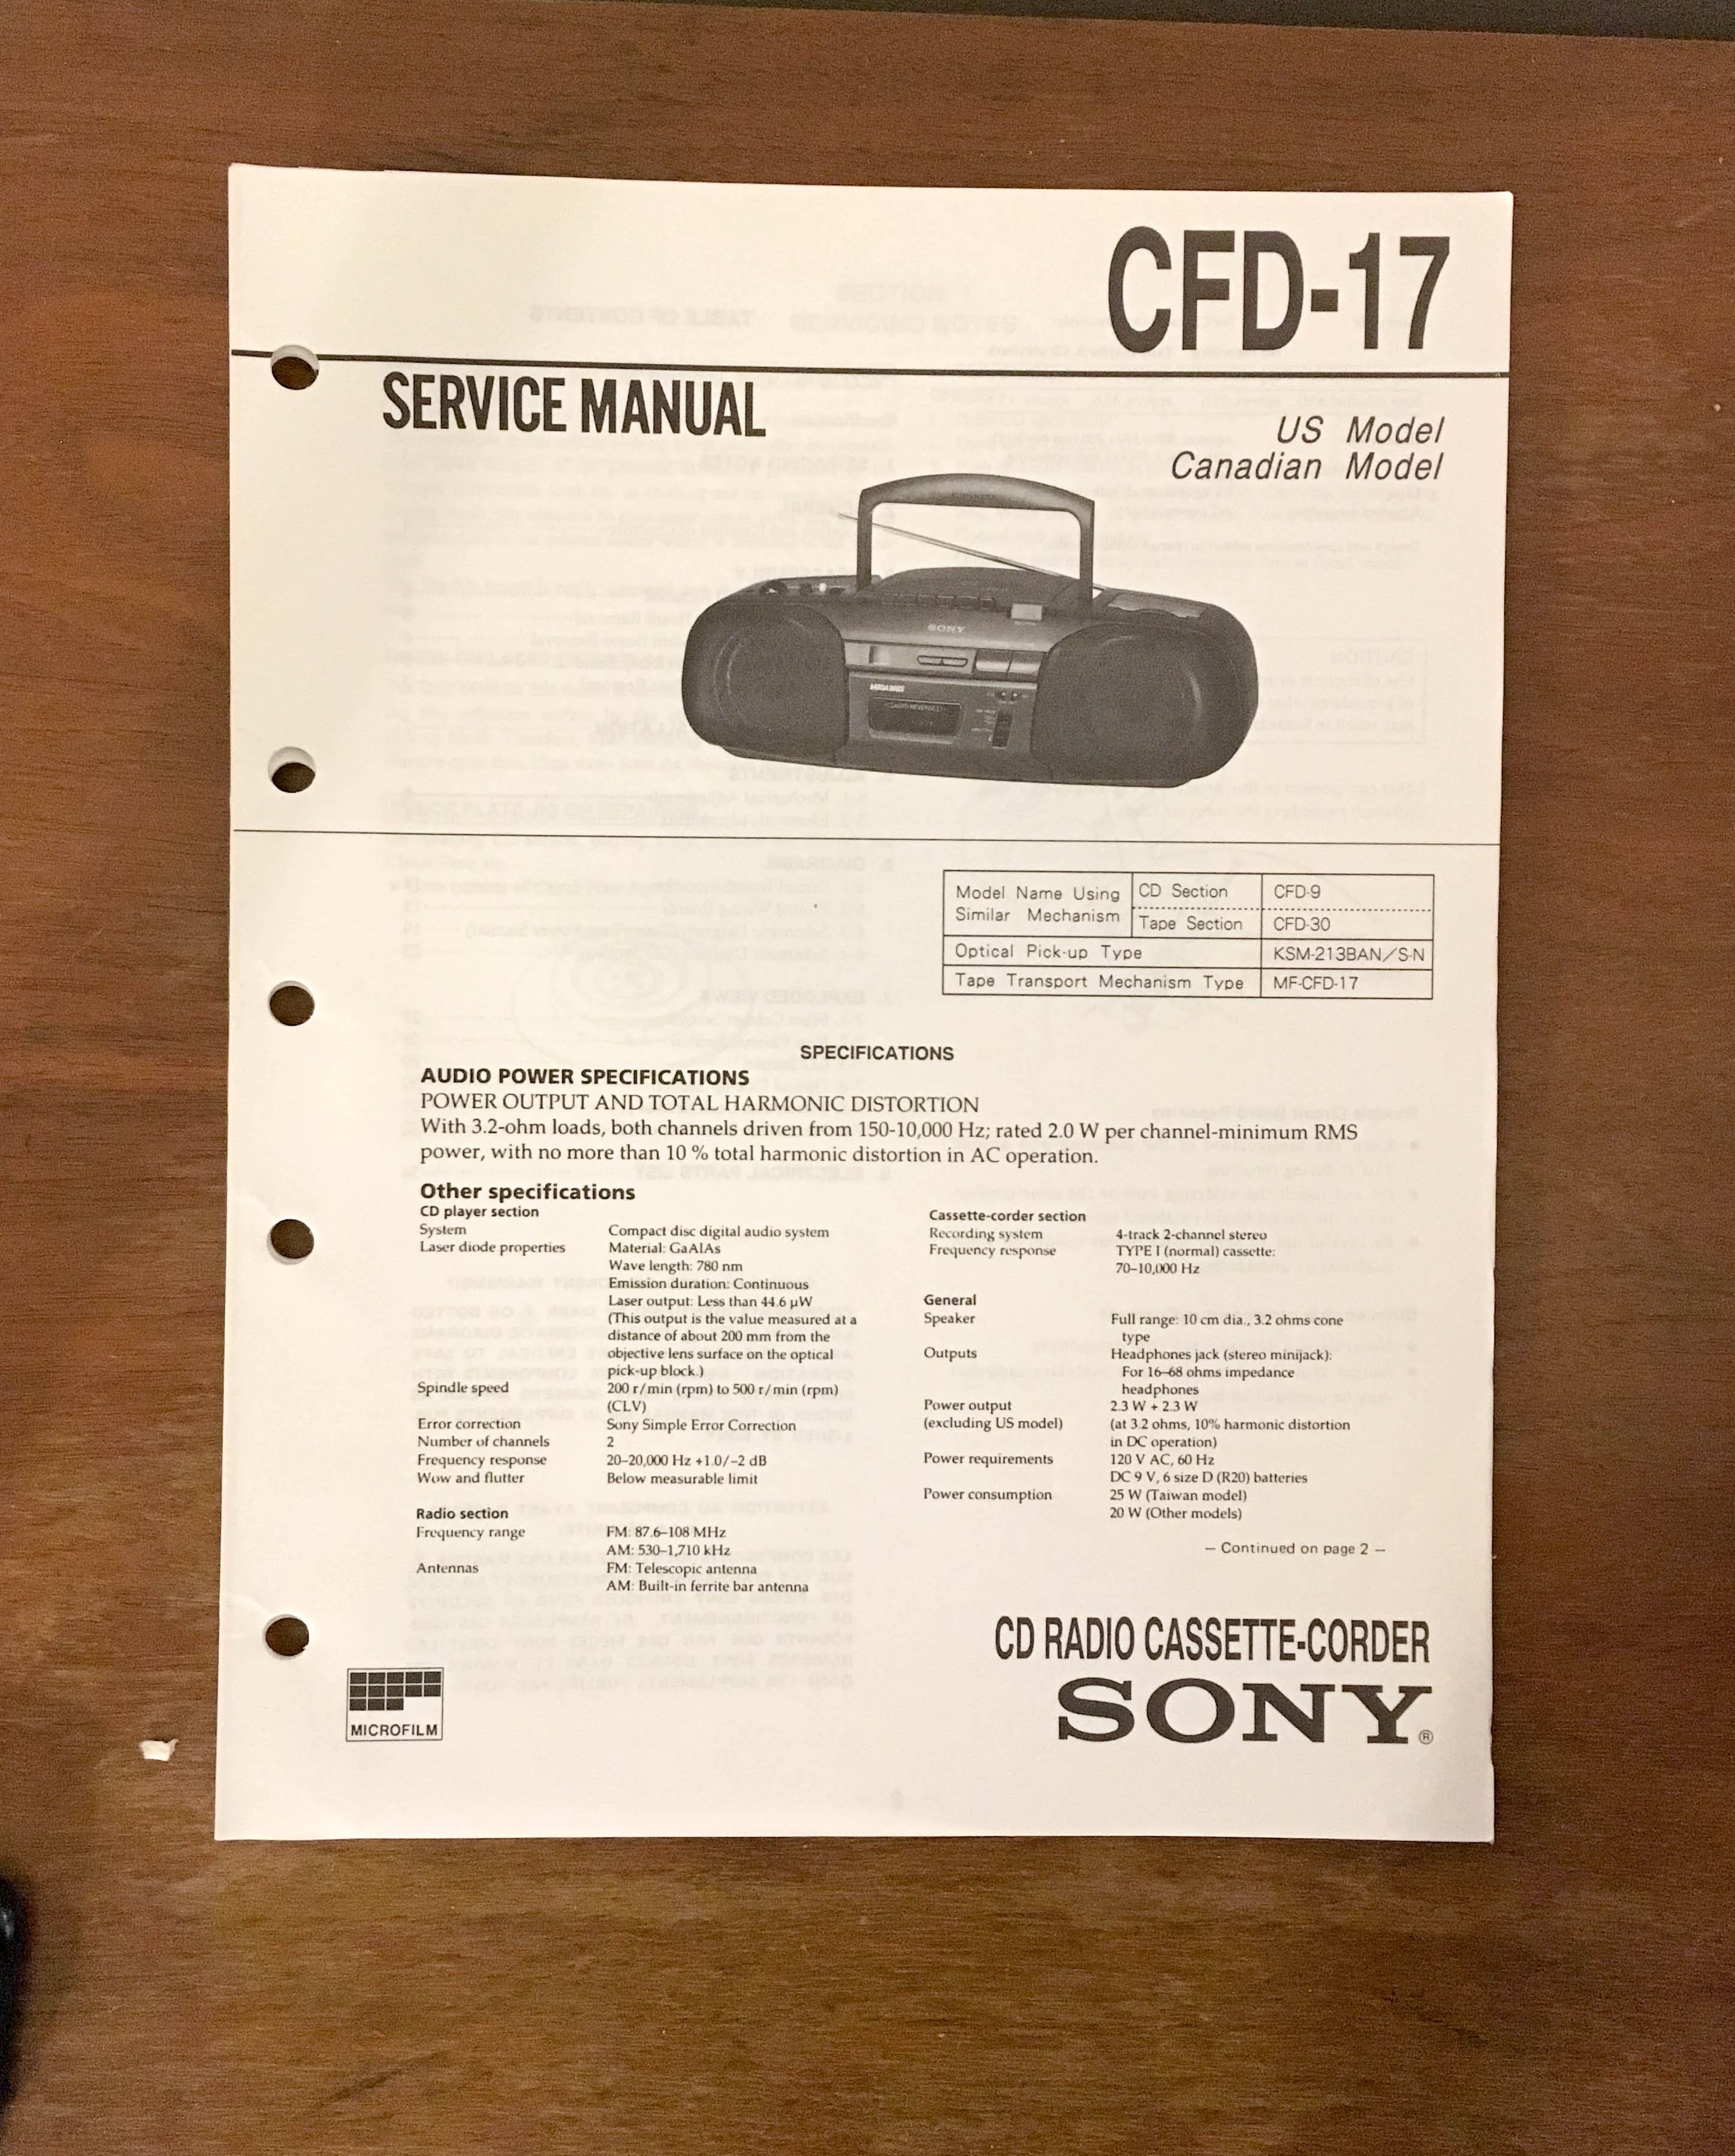 CFD-17
SERVICE MANUAL
US Model
Canadian Model
SONY
MEGA BASS
AUTO REVERSE
Model Name Using Similar Mechanism
CD Section
CFD-9
Tape Section
CFD-30
Optical Pick-up Type
KSM-213BAN/S-N
Tape Transport Mechanism Type
MF-CFD-17
SPECIFICATIONS
AUDIO POWER SPECIFICATIONS
POWER OUTPUT AND TOTAL HARMONIC DISTORTION
With 3.2-ohm loads, both channels driven from 150-10,000 Hz; rated 2.0 W per channel-minimum RMS
power, with no more than 10 % total harmonic distortion in AC operation.
Other specifications
CD player section
System Compact disc digital audio system
Laser diode properties Material: GaAlAs
Wave length: 780 nm
Emission duration: Continuous
Laser output: Less than 44.6 µW
(This output is the value measured at a
distance of about 200 mm from the
objective lens surface on the optical
pick-up block.)
Spindle speed 200 r/min (rpm) to 500 r/min (rpm)
(CLV)
Error correction Sony Simple Error Correction
Number of channels 2
Frequency response 20–20,000 Hz +1.0/–2 dB
Wow and flutter Below measurable limit
Radio section
Frequency range FM: 87.6–108 MHz
AM: 530–1,710 kHz
Antennas FM: Telescopic antenna
AM: Built-in ferrite bar antenna
Cassette-corder section
Recording system 4-track 2-channel stereo
Frequency response TYPE I (normal) cassette:
70–10,000 Hz
General
Speaker Full range: 10 cm dia., 3.2 ohms cone
type
Outputs Headphones jack (stereo minijack):
For 16–68 ohms impedance
headphones
Power output 2.3 W + 2.3 W
(excluding US model) (at 3.2 ohms, 10% harmonic distortion
in DC operation)
Power requirements 120 V AC, 60 Hz
DC 9 V, 6 size D (R20) batteries
Power consumption 25 W (Taiwan model)
20 W (Other models)
— Continued on page 2 —
CD RADIO CASSETTE-CORDER
SONY®
MICROFILM